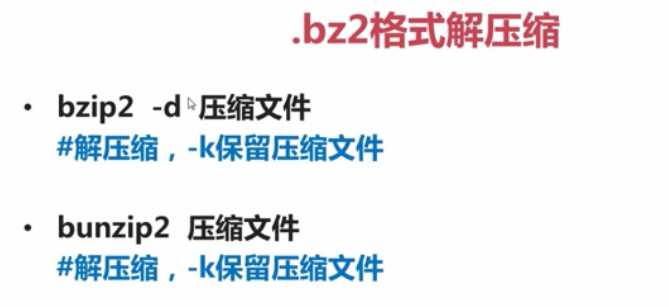 .bz2格式解压缩
• bzip2 -d 压缩文件
#解压缩，-k保留压缩文件
• bunzip2 压缩文件
#解压缩，-k保留压缩文件